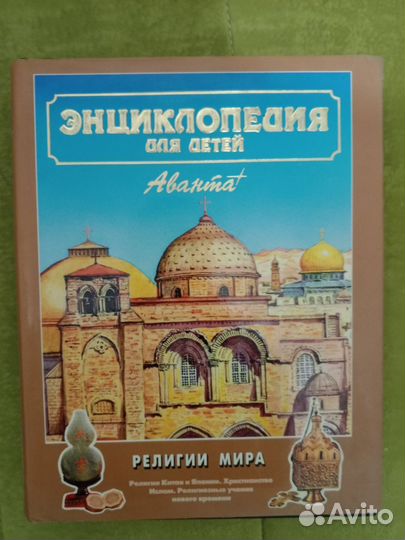 ЭНЦИКЛОПЕДИЯ
ДЛЯ ДЕТЕЙ
Аванта+
РЕЛИГИИ МИРА
Религии Китая и Японии. Христианство
Ислам. Религиозные учения
нового времени
Avito